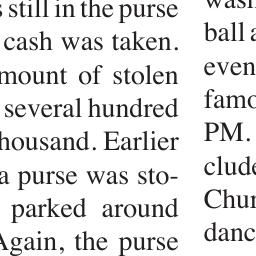 still in the purse
cash was taken.
mount of stolen
several hundred
housand. Earlier
a purse was sto-
parked around
Again, the purse
ball a
even
famo
PM.
clude
Chur
danc